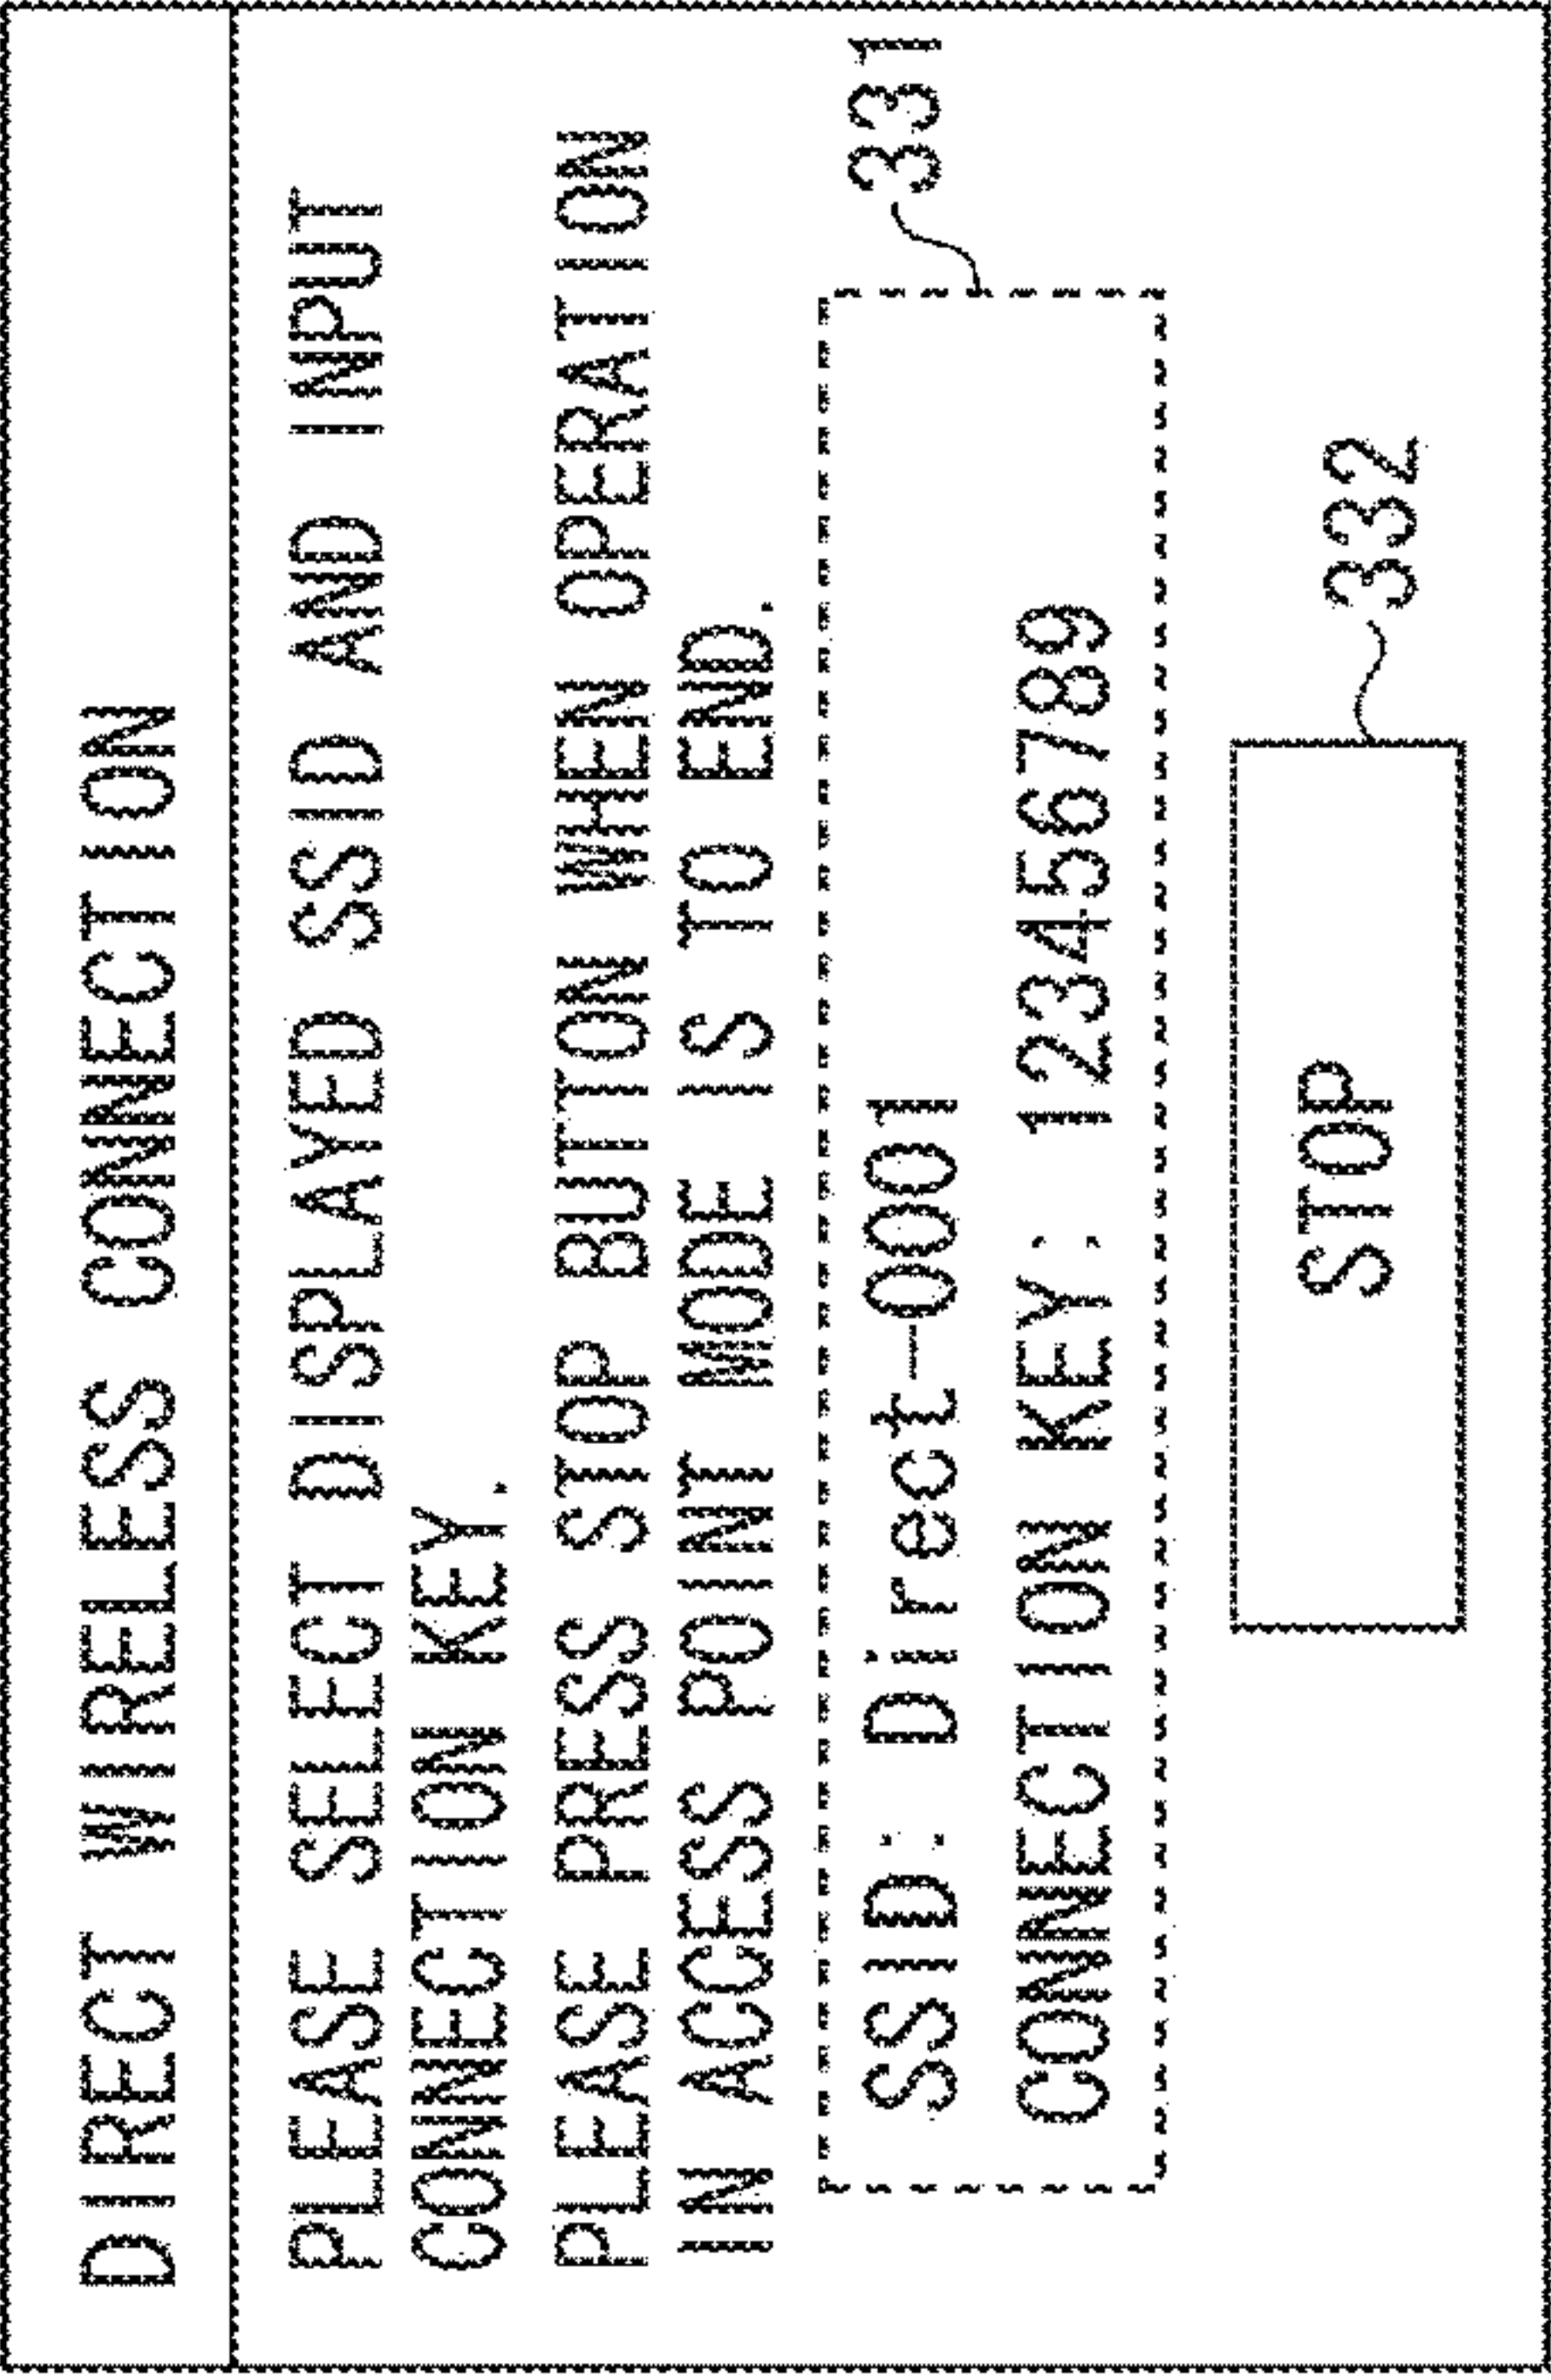 DIRECT WIRELESS CONNECTION
PLEASE SELECT DISPLAYED SSID AND INPUT
CONNECTION KEY.
PLEASE PRESS STOP BUTTON WHEN OPERATION
IN ACCESS POINT MODE IS TO END.
331
SSID: Direct-0001
CONNECTION KEY: 123456789
332
STOP